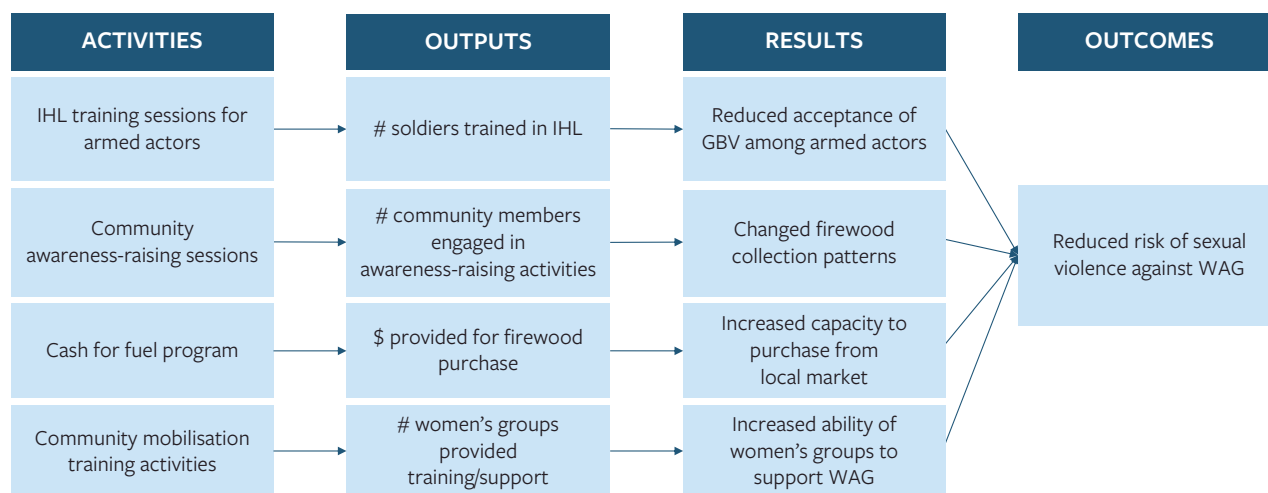 ACTIVITIES
OUTPUTS
RESULTS
OUTCOMES
IHL training sessions for
armed actors
# soldiers trained in IHL
Reduced acceptance of
GBV among armed actors
Community
awareness-raising sessions
# community members
engaged in
awareness-raising activities
Changed firewood
collection patterns
Reduced risk of sexual
violence against WAG
Cash for fuel program
$ provided for firewood
purchase
Increased capacity to
purchase from
local market
Community mobilisation
training activities
# women’s groups
provided
training/support
Increased ability of
women’s groups to
support WAG